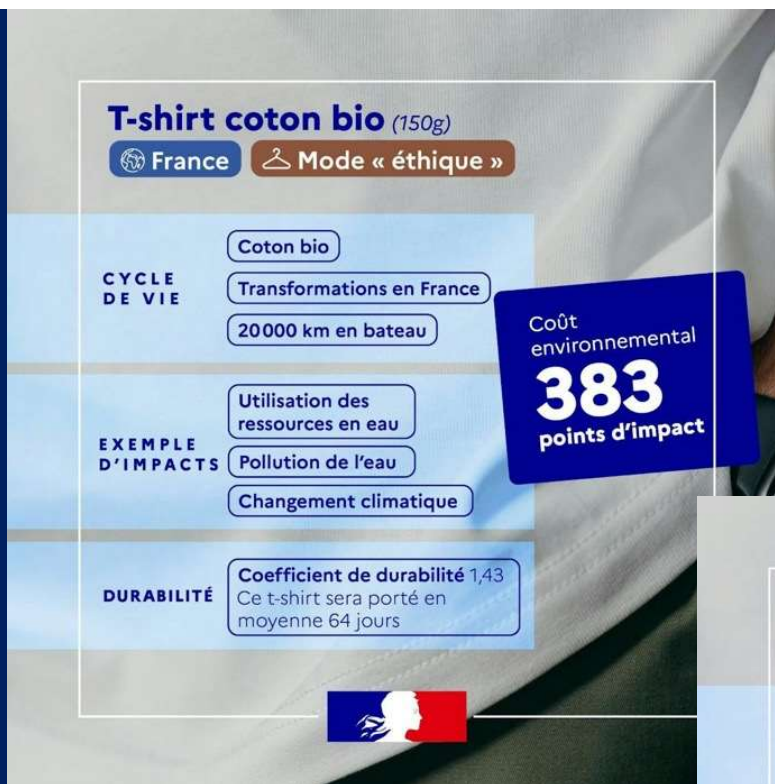 T-shirt coton bio (150g)
France
Mode « éthique »
CYCLE
DE VIE
Coton bio
Transformations en France
20000 km en bateau
Coût
environnemental
383
points d'impact
EXEMPLE
D'IMPACTS
Utilisation des
ressources en eau
Pollution de l'eau
Changement climatique
DURABILITÉ
Coefficient de durabilité 1,43
Ce t-shirt sera porté en
moyenne 64 jours